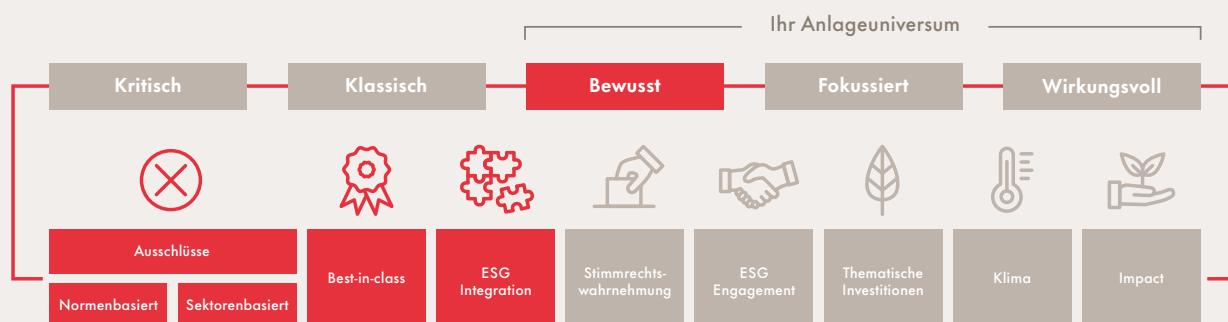 Ihr Anlageuniversum
Kritisch
Klassisch
Bewusst
Fokussiert
Wirkungsvoll
Ausschlüsse
Normenbasiert
Sektorenbasiert
Best-in-class
ESG
Integration
Stimmrechts-
wahrnehmung
ESG
Engagement
Thematische
Investitionen
Klima
Impact